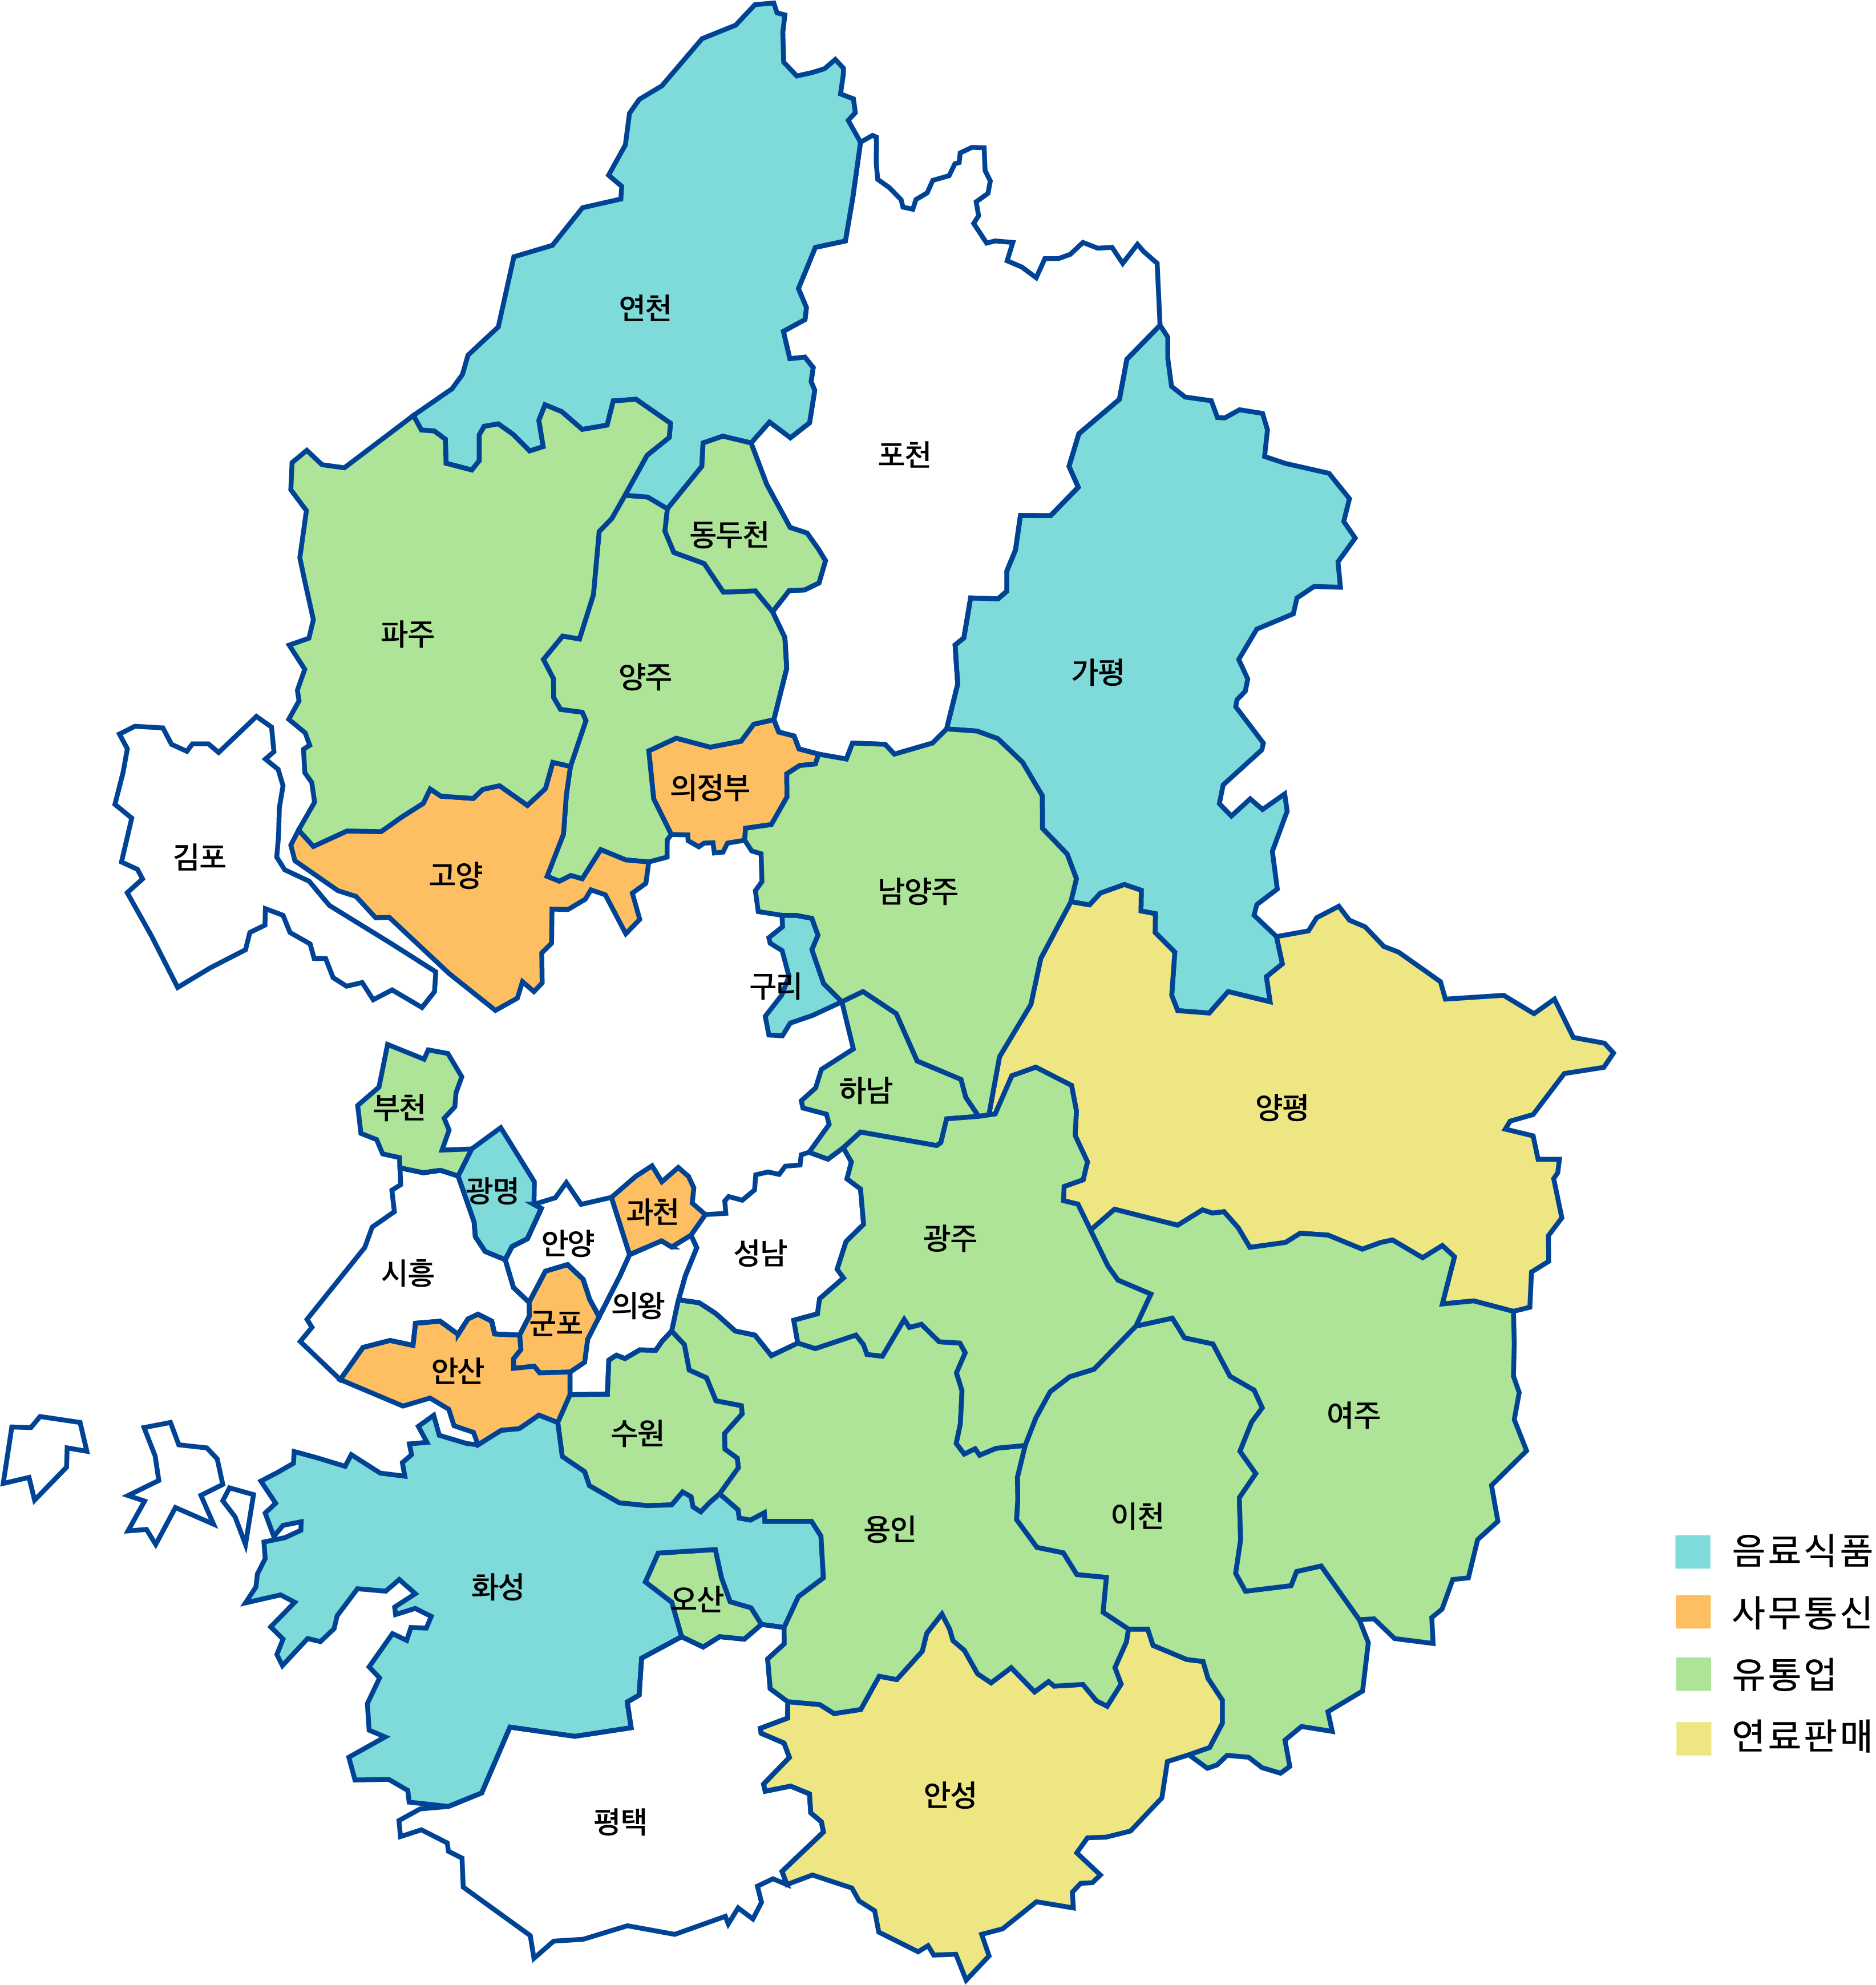 연천
포천
동두천
파주
양주
가평
의정부
김포
고양
남양주
구리
하남
부천
양평
광명
과천
안양
성남
광주
시흥
의왕
군포
안산
수원
여주
이천
용인
화성
오산
안성
평택
음료식품
사무통신
유통업
연료판매